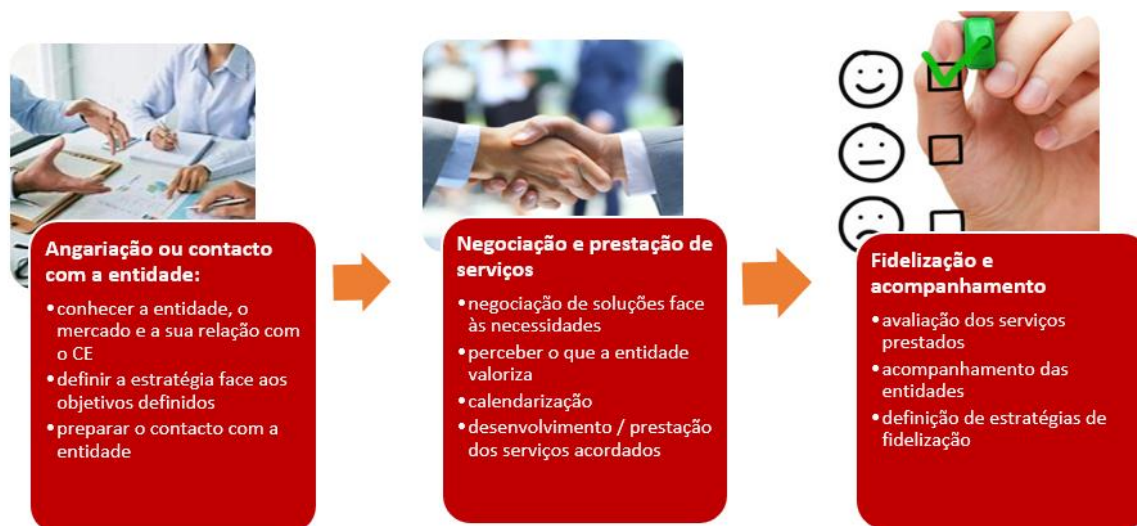 Angariação ou contacto
com a entidade:
•conhecer a entidade, o
mercado e a sua relação com
o CE
•definir a estratégia face aos
objetivos definidos
•preparar o contacto com a
entidade
Negociação e prestação de
serviços
•negociação de soluções face
às necessidades
•perceber o que a entidade
valoriza
•calendarização
•desenvolvimento / prestação
dos serviços acordados
Fidelização e
acompanhamento
•avaliação dos serviços
prestados
•acompanhamento das
entidades
•definição de estratégias de
fidelização